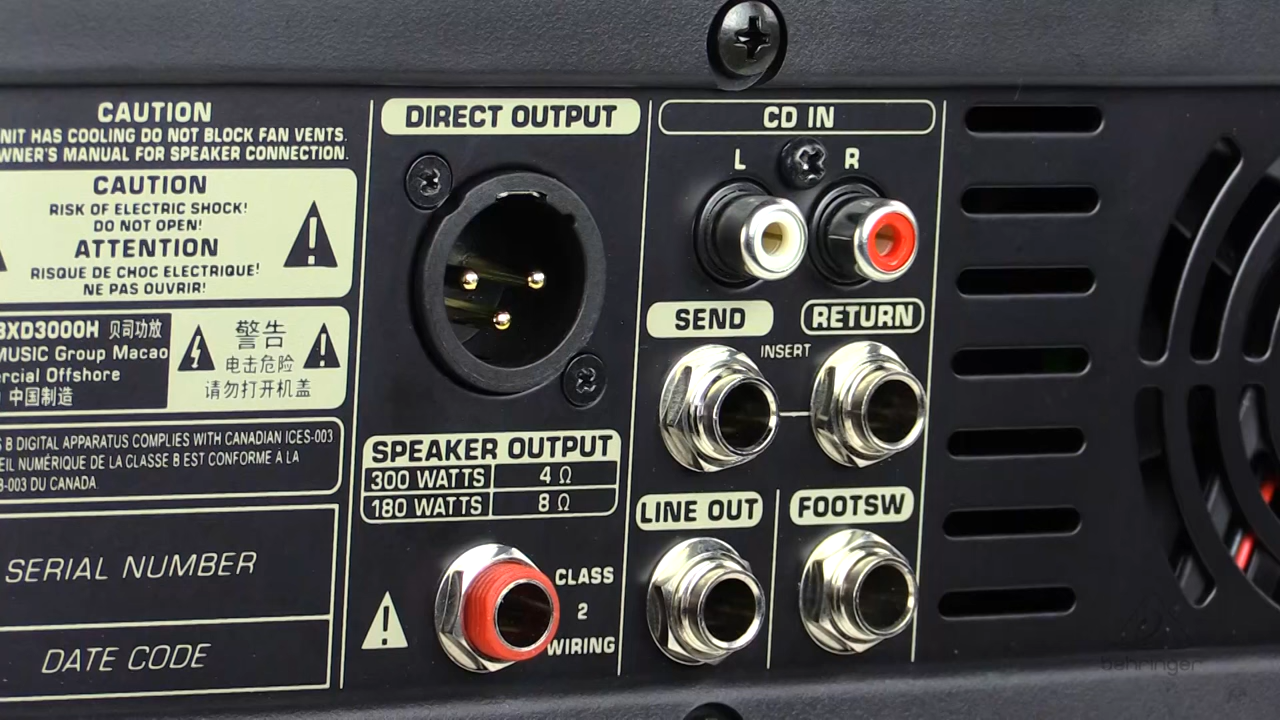 CAUTION
NIT HAS COOLING DO NOT BLOCK FAN VENTS.
WNER'S MANUAL FOR SPEAKER CONNECTION.
CAUTION
RISK OF ELECTRIC SHOCK!
DO NOT OPEN!
ATTENTION
RISQUE DE CHOC ELECTRIQUE!
NE PAS OUVRIR!
BXD3000H 贝司功放
MUSIC Group Macao
ercial Offshore
中国制造
警告
电击危险
请勿打开机盖
S B DIGITAL APPARATUS COMPLIES WITH CANADIAN ICES-003
EIL NUMÉRIQUE DE LA CLASSE B EST CONFORME A LA
B-003 DU CANADA.
SERIAL NUMBER
DATE CODE
DIRECT OUTPUT
SPEAKER OUTPUT
300 WATTS 4 Ω
180 WATTS 8 Ω
CLASS
2
WIRING
CD IN
L R
SEND RETURN
INSERT
LINE OUT FOOTSW
behringer